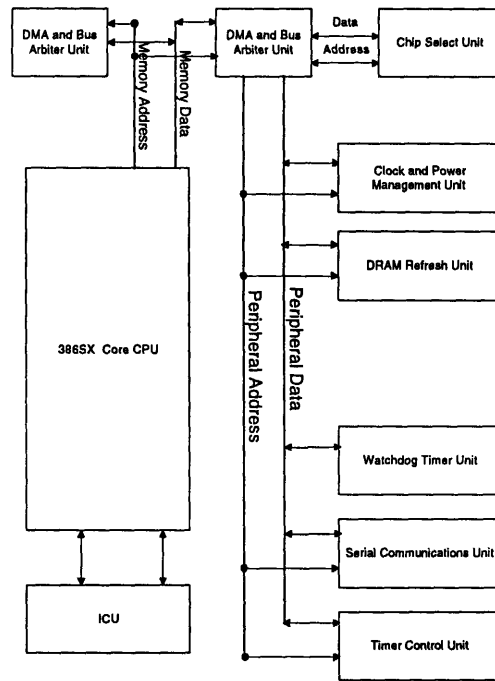 DMA and Bus
Arbiter Unit
DMA and Bus
Arbiter Unit
Data
Address
Chip Select Unit
Memory Address
Memory Data
Clock and Power
Management Unit
DRAM Refresh Unit
386SX Core CPU
Peripheral Address
Peripheral Data
Watchdog Timer Unit
Serial Communications Unit
ICU
Timer Control Unit